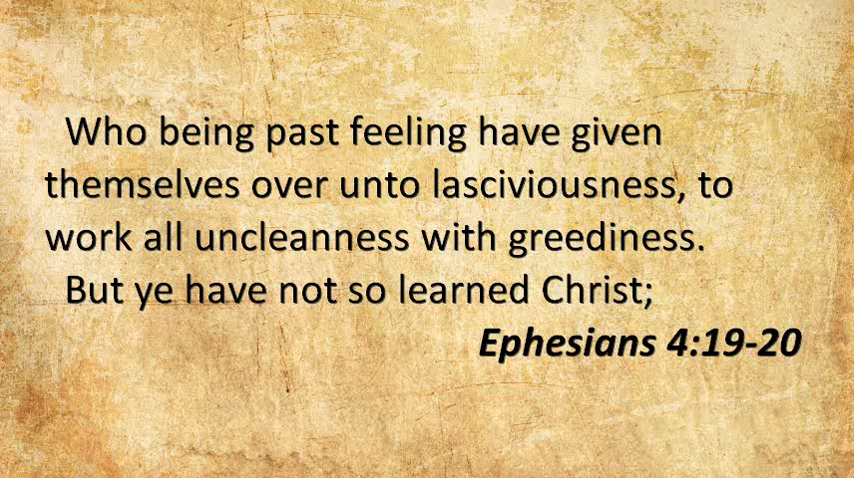 Who being past feeling have given
themselves over unto lasciviousness, to
work all uncleanness with greediness.
But ye have not so learned Christ;
Ephesians 4:19-20